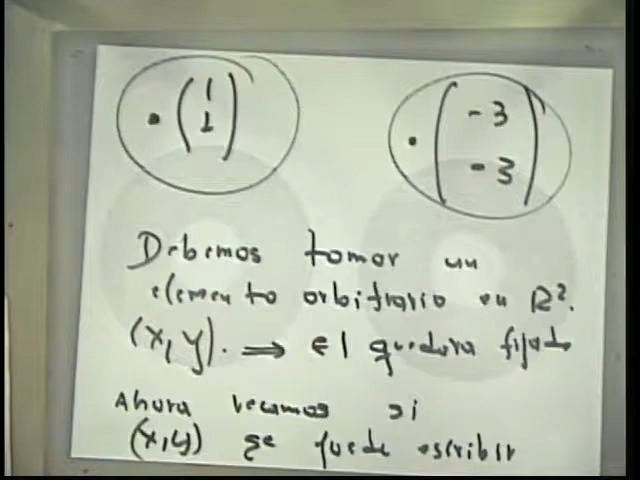 • (1 1) • (-3 -3)
Debemos tomar un
elemento arbitrario en R².
(x, y). ⟹ el quedara fijado
Ahora veamos si
(x,y) se puede escribir